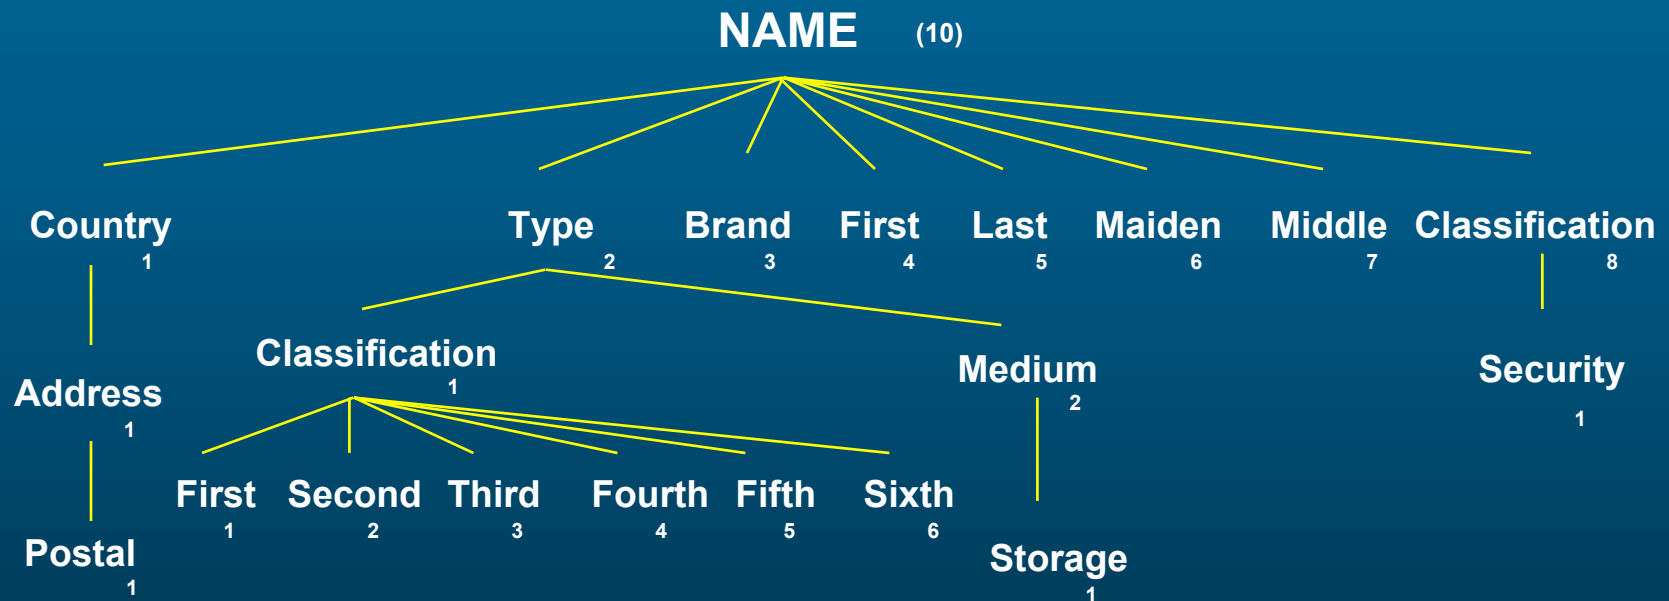 NAME (10)
Country Type Brand First Last Maiden Middle Classification
1 2 3 4 5 6 7 8
Classification Medium Security
1 2
Address 1
1
First Second Third Fourth Fifth Sixth
1 2 3 4 5 6
Postal Storage
1 1